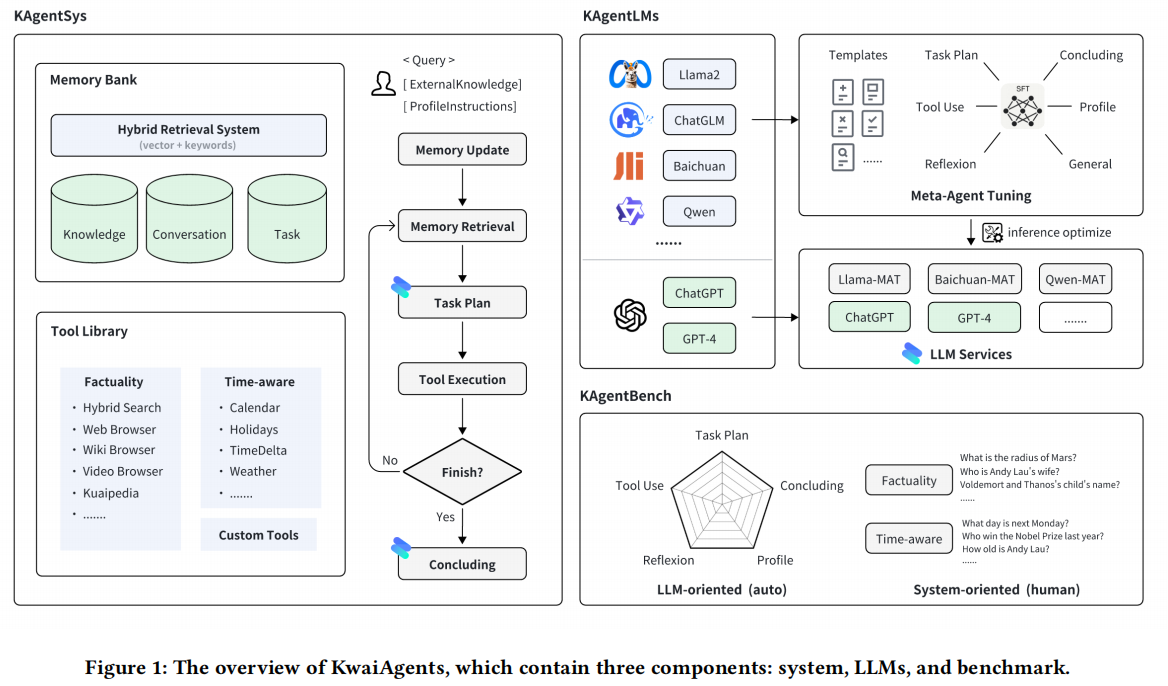 KAgentSys
Memory Bank
Hybrid Retrieval System
(vector + keywords)
Knowledge
Conversation
Task
Tool Library
Factuality
· Hybrid Search
· Web Browser
· Wiki Browser
· Video Browser
· Kuaipedia
· .......
Time-aware
· Calendar
· Holidays
· TimeDelta
· Weather
· .......
Custom Tools
< Query >
[ ExternalKnowledge]
[ ProfileInstructions]
Memory Update
Memory Retrieval
Task Plan
Tool Execution
Finish?
No
Yes
Concluding
KAgentLMs
Llama2
ChatGLM
Baichuan
Qwen
......
ChatGPT
GPT-4
Templates
......
Task Plan
Concluding
SFT
Tool Use
Profile
Reflexion
General
Meta-Agent Tuning
inference optimize
Llama-MAT
Baichuan-MAT
Qwen-MAT
ChatGPT
GPT-4
.......
LLM Services
KAgentBench
Task Plan
Tool Use
Concluding
Reflexion
Profile
LLM-oriented (auto)
Factuality
What is the radius of Mars?
Who is Andy Lau's wife?
Voldemort and Thanos's child's name?
......
Time-aware
What day is next Monday?
Who win the Nobel Prize last year?
How old is Andy Lau?
......
System-oriented (human)
Figure 1: The overview of KwaiAgents, which contain three components: system, LLMs, and benchmark.